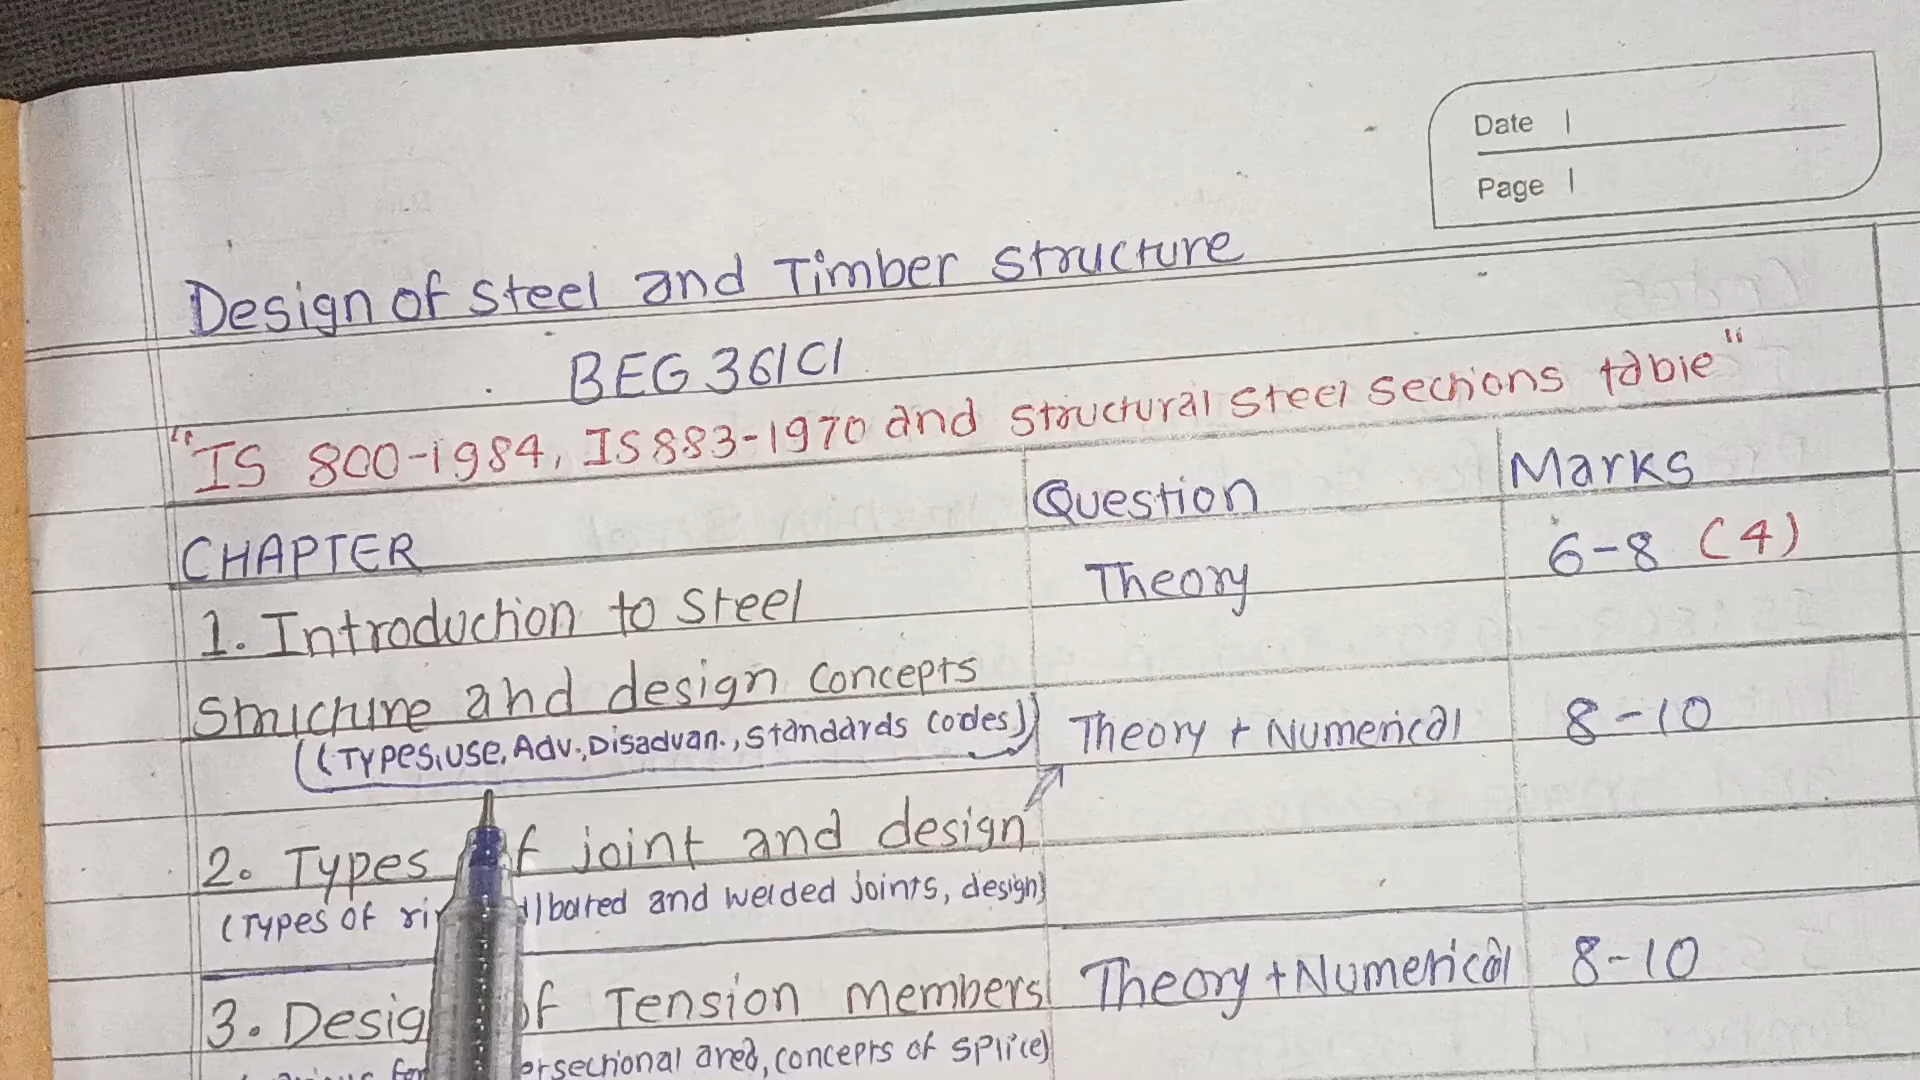 Date
Page
Design of Steel and Timber Structure
BEG 361CI
"IS 800-1984, IS 883-1970 and Structural Steel Sections table"
CHAPTER Question Marks
1. Introduction to Steel Theory 6-8 (4)
Structure and design concepts
((Types, use, Adv., Disadvan., standards codes)) Theory + Numerical 8-10
2. Types of joint and design
(Types of bolted and welded joints, design)
3. Design of Tension members Theory + Numerical 8-10
sectional area, concepts of splice)